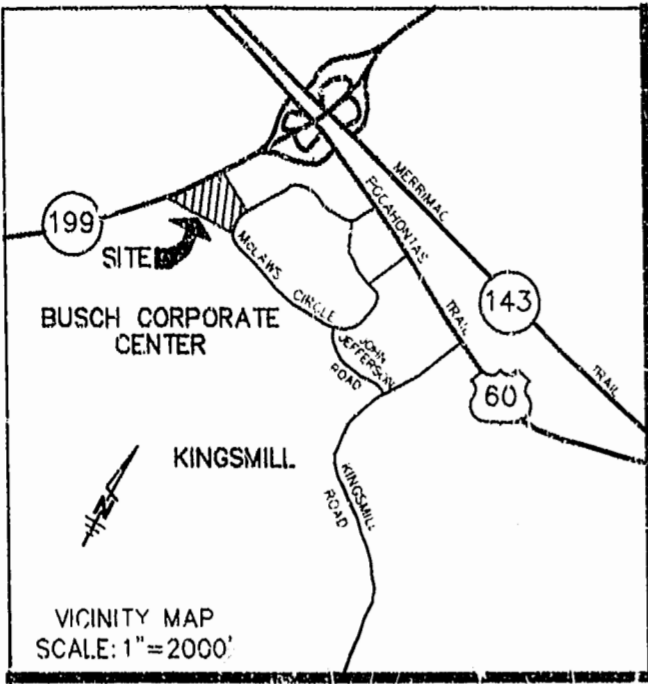 MERRIMAC
POCAHONTAS
199
SITE
McLAWS
CIRCLE
143
BUSCH CORPORATE
CENTER
TRAIL
JOHN
JEFFERSON
ROAD
60
TRAIL
KINGSMILL
KINGSMILL
ROAD
N
VICINITY MAP
SCALE: 1"=2000'